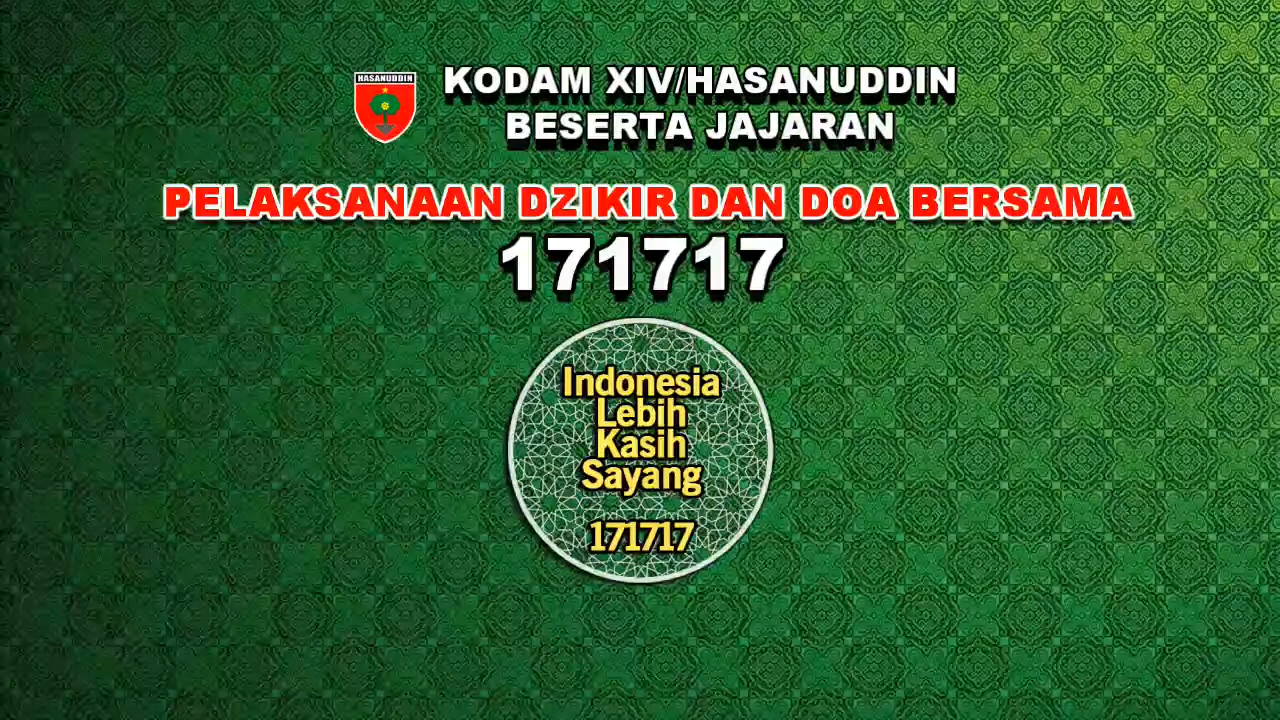 HASANUDDIN
KODAM XIV/HASANUDDIN
BESERTA JAJARAN
PELAKSANAAN DZIKIR DAN DOA BERSAMA
171717
Indonesia
Lebih
Kasih
Sayang
171717